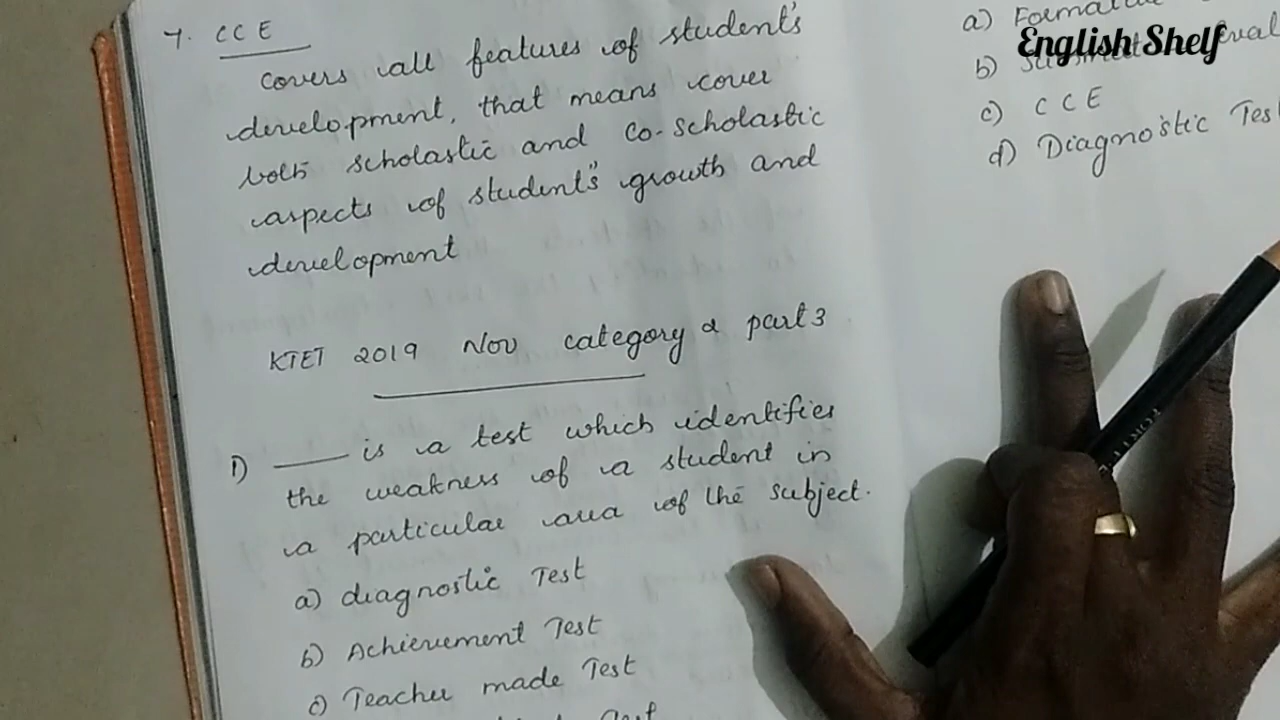 7. CCE
covers all features of student's
development, that means cover
both scholastic and co-scholastic
aspects of student's growth and
development
KTET 2019 Nov category 2 part 3
1) ____ is a test which identifies
the weakness of a student in
a particular area of the subject.
a) diagnostic Test
b) Achievement Test
c) Teacher made Test
a)
English Shelf
b)
c) CCE
d) Diagnostic Test